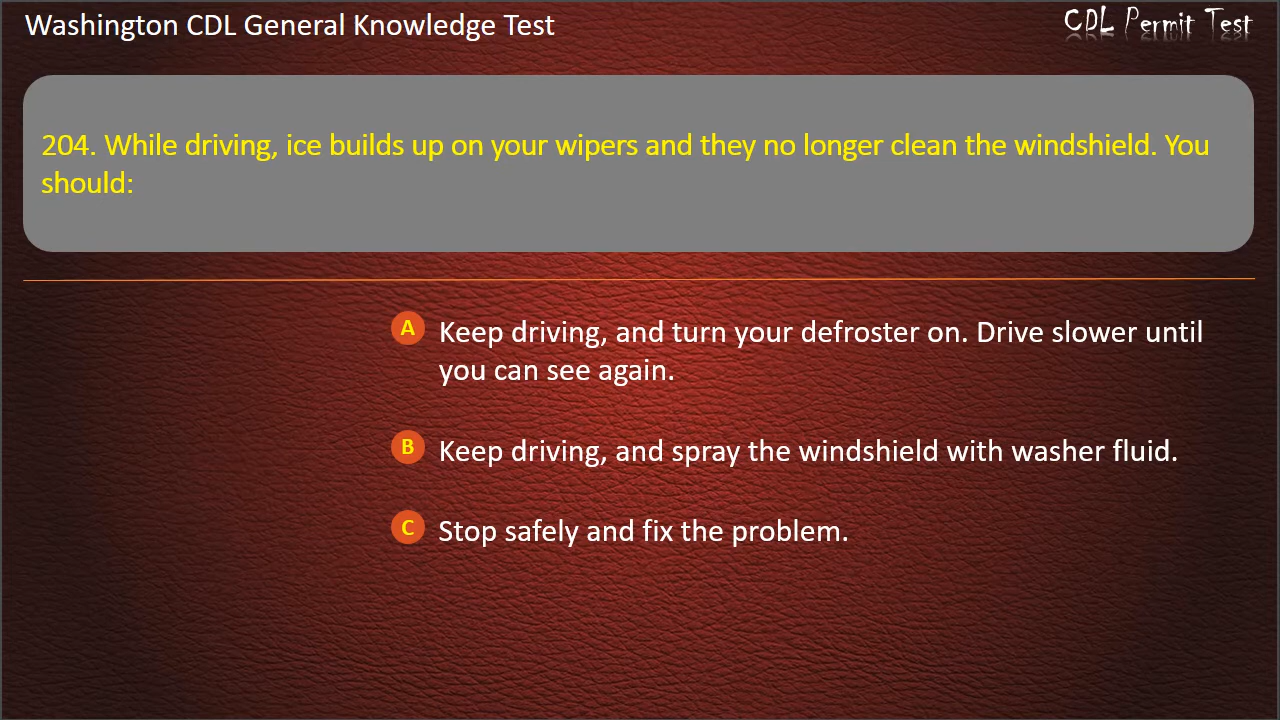 Washington CDL General Knowledge Test
CDL Permit Test
204. While driving, ice builds up on your wipers and they no longer clean the windshield. You
should:
A Keep driving, and turn your defroster on. Drive slower until
you can see again.
B Keep driving, and spray the windshield with washer fluid.
C Stop safely and fix the problem.